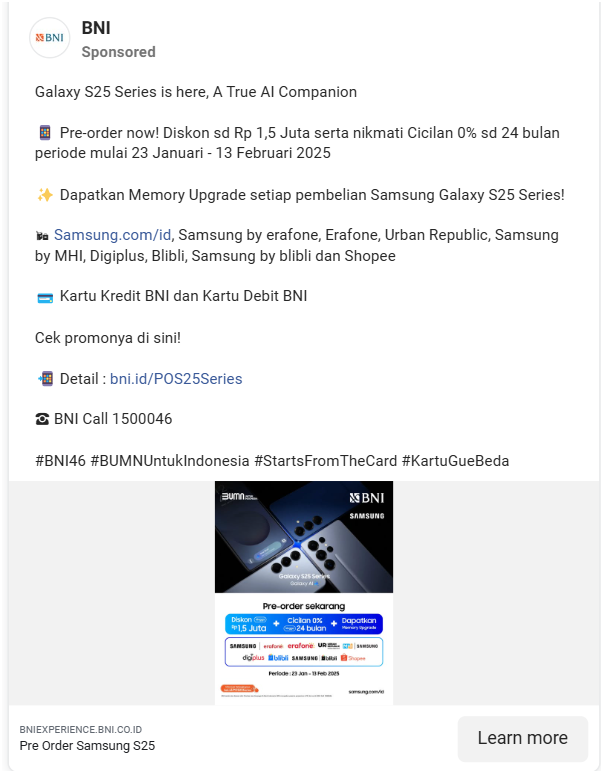 BNI
BNI
Sponsored
Galaxy S25 Series is here, A True AI Companion
Pre-order now! Diskon sd Rp 1,5 Juta serta nikmati Cicilan 0% sd 24 bulan
periode mulai 23 Januari - 13 Februari 2025
Dapatkan Memory Upgrade setiap pembelian Samsung Galaxy S25 Series!
Samsung.com/id, Samsung by erafone, Erafone, Urban Republic, Samsung
by MHI, Digiplus, Blibli, Samsung by blibli dan Shopee
Kartu Kredit BNI dan Kartu Debit BNI
Cek promonya di sini!
Detail : bni.id/POS25Series
BNI Call 1500046
#BNI46 #BUMNUntukIndonesia #StartsFromTheCard #KartuGueBeda
BUMN
BNI
SAMSUNG
Galaxy S25 Series
Galaxy AI
Pre-order sekarang
Diskon Rp1,5 Juta + Cicilan 0% 24 bulan + Dapatkan Memory Upgrade
SAMSUNG erafone erafone UR SAMSUNG
digiplus blibli SAMSUNG blibli Shopee
Periode : 23 Jan - 13 Feb 2025
samsung.com/id
BNIEXPERIENCE.BNI.CO.ID
Pre Order Samsung S25
Learn more